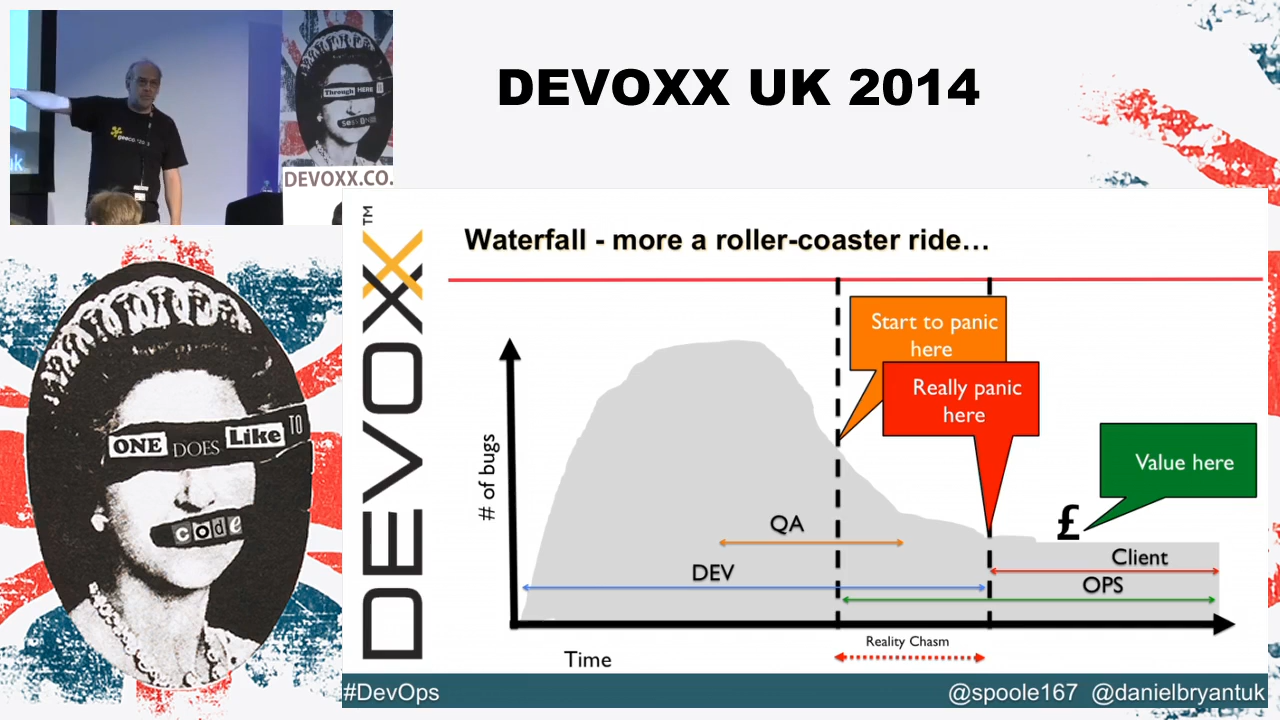 DEVOXX UK 2014
Through HERE
DEVOXX.CO.
ONE DOES Like TO
code
DEVOXX™
Waterfall - more a roller-coaster ride...
Start to panic
here
Really panic
here
Value here
£
# of bugs
QA
DEV
Client
OPS
Reality Chasm
Time
#DevOps
@spoole167 @danielbryantuk